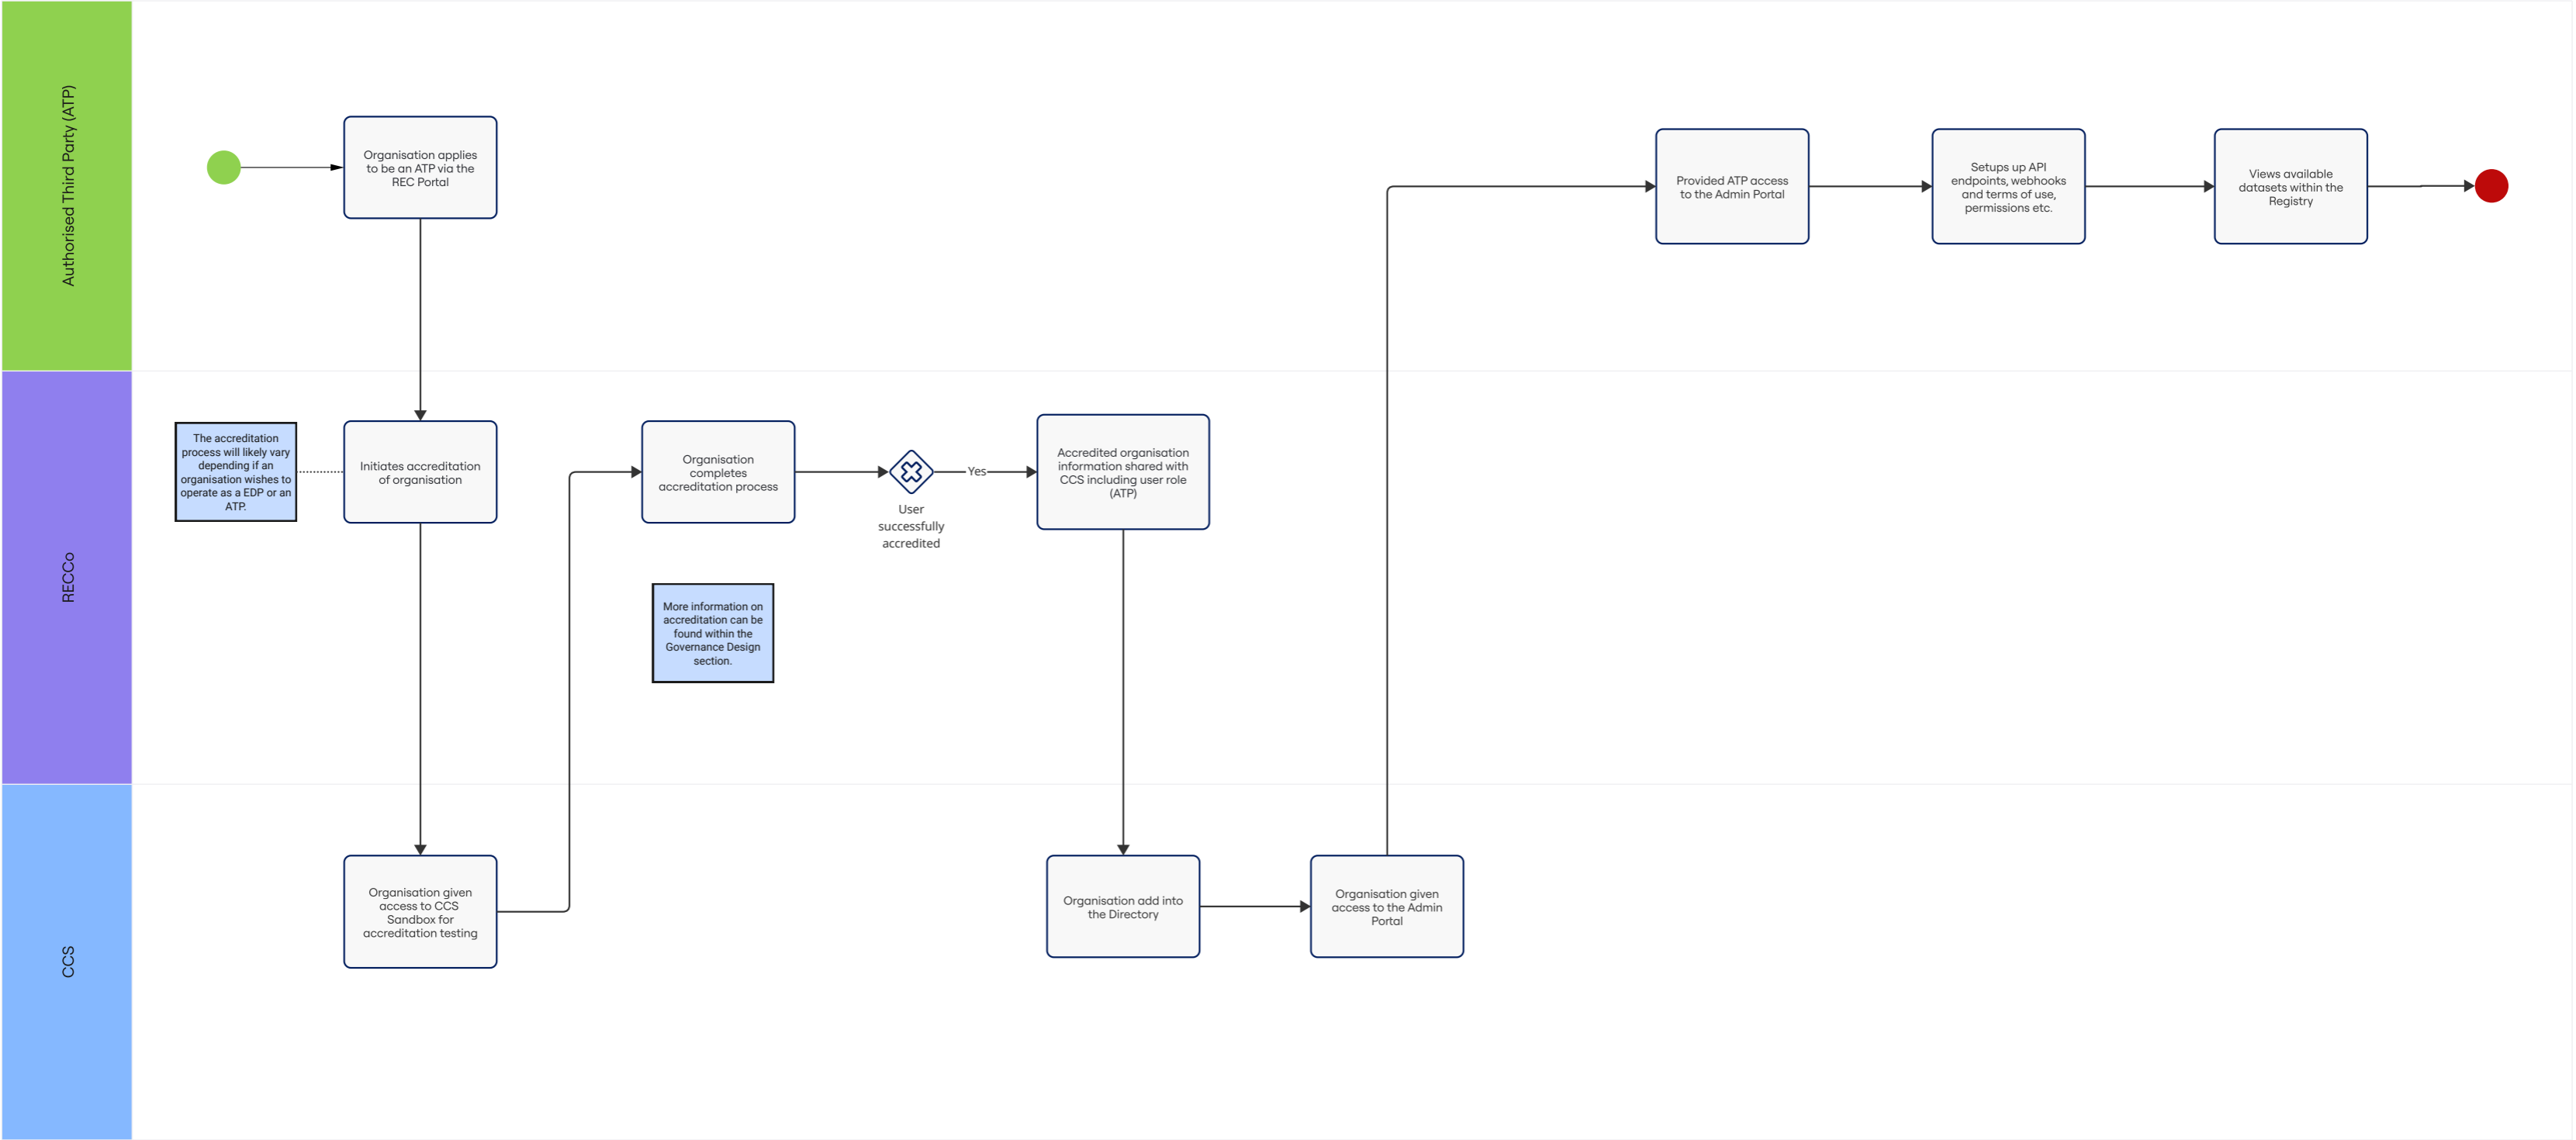 Authorised Third Party (ATP)
Organisation applies
to be an ATP via the
REC Portal
Provided ATP access
to the Admin Portal
Setups up API
endpoints, webhooks
and terms of use,
permissions etc.
Views available
datasets within the
Registry
RECCo
The accreditation
process will likely vary
depending if an
organisation wishes to
operate as a EDP or an
ATP.
Initiates accreditation
of organisation
Organisation
completes
accreditation process
User
successfully
accredited
Yes
Accredited organisation
information shared with
CCS including user role
(ATP)
More information on
accreditation can be
found within the
Governance Design
section.
CCS
Organisation given
access to CCS
Sandbox for
accreditation testing
Organisation add into
the Directory
Organisation given
access to the Admin
Portal